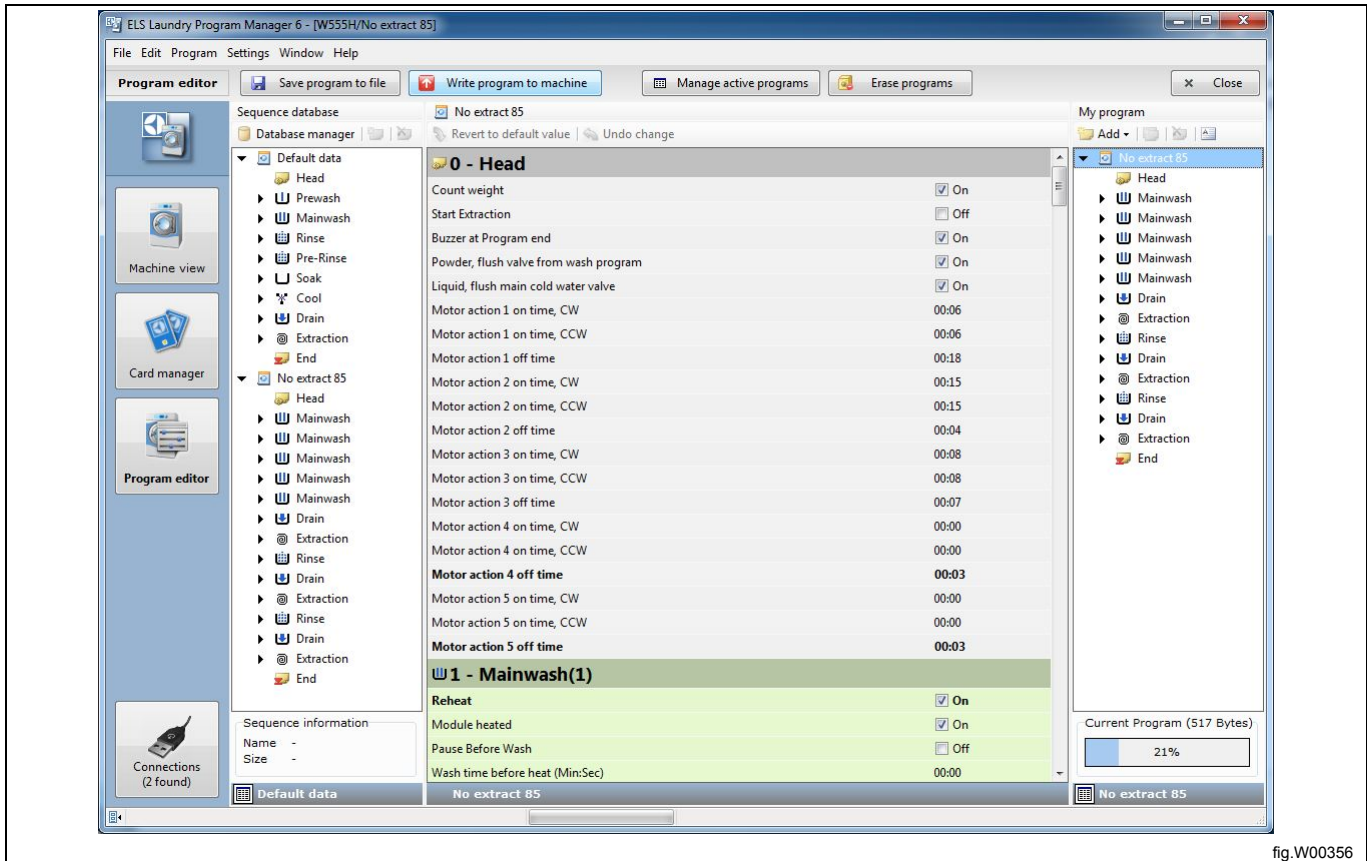 ELS Laundry Program Manager 6 - [W555H/No extract 85]
File Edit Program Settings Window Help
Program editor
Save program to file
Write program to machine
Manage active programs
Erase programs
Close
Machine view
Card manager
Program editor
Connections
(2 found)
Sequence database
Database manager
Default data
Head
Prewash
Mainwash
Rinse
Pre-Rinse
Soak
Cool
Drain
Extraction
End
No extract 85
Head
Mainwash
Mainwash
Mainwash
Mainwash
Mainwash
Drain
Extraction
Rinse
Drain
Extraction
Rinse
Drain
Extraction
End
Sequence information
Name -
Size -
Default data
No extract 85
Revert to default value Undo change
0 - Head
Count weight On
Start Extraction Off
Buzzer at Program end On
Powder, flush valve from wash program On
Liquid, flush main cold water valve On
Motor action 1 on time, CW 00:06
Motor action 1 on time, CCW 00:06
Motor action 1 off time 00:18
Motor action 2 on time, CW 00:15
Motor action 2 on time, CCW 00:15
Motor action 2 off time 00:04
Motor action 3 on time, CW 00:08
Motor action 3 on time, CCW 00:08
Motor action 3 off time 00:07
Motor action 4 on time, CW 00:00
Motor action 4 on time, CCW 00:00
Motor action 4 off time 00:03
Motor action 5 on time, CW 00:00
Motor action 5 on time, CCW 00:00
Motor action 5 off time 00:03
1 - Mainwash(1)
Reheat On
Module heated On
Pause Before Wash Off
Wash time before heat (Min:Sec) 00:00
No extract 85
My program
Add
No extract 85
Head
Mainwash
Mainwash
Mainwash
Mainwash
Mainwash
Drain
Extraction
Rinse
Drain
Extraction
Rinse
Drain
Extraction
End
Current Program (517 Bytes)
21%
No extract 85
fig.W00356